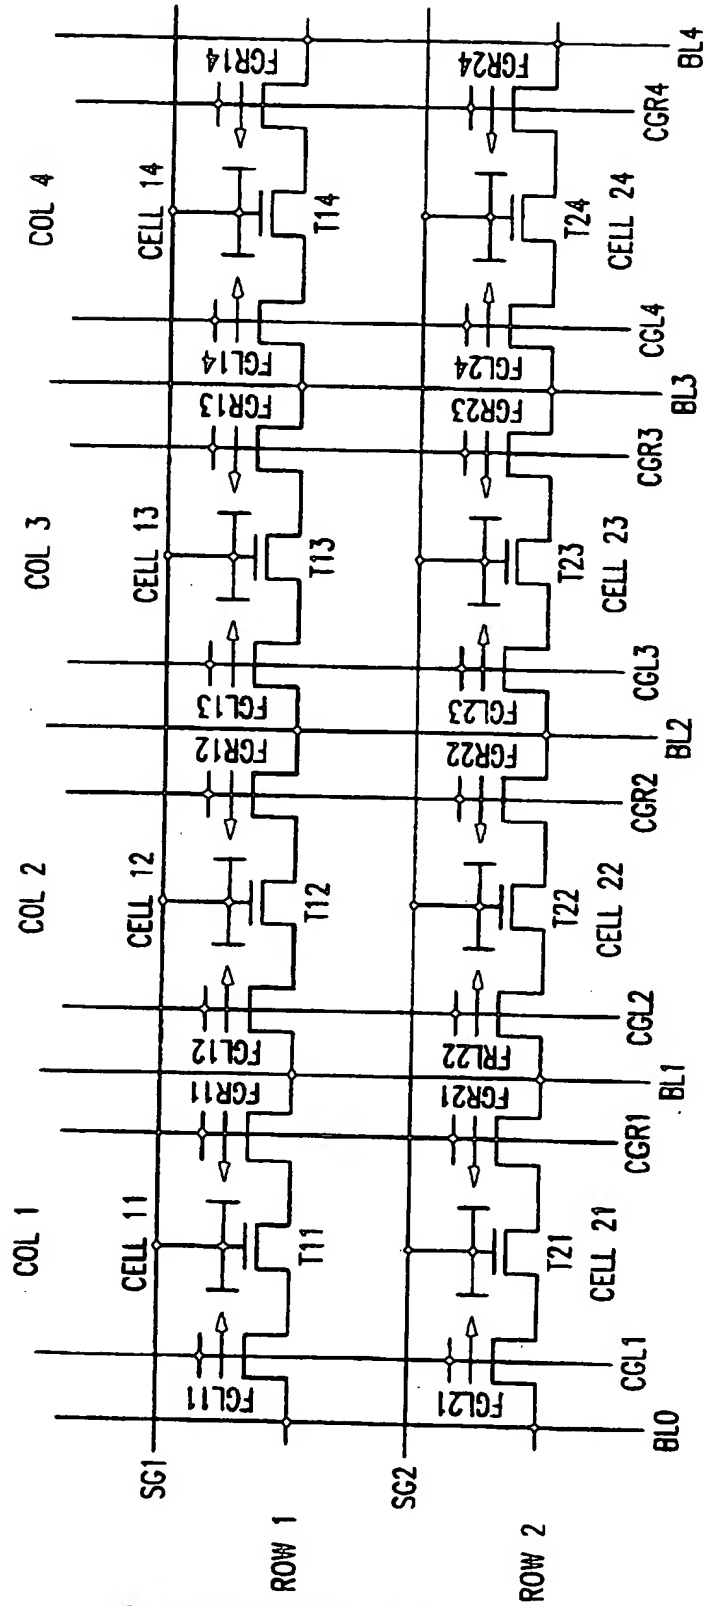 COL 1 COL 2 COL 3 COL 4
CELL 11 CELL 12 CELL 13 CELL 14
SG1
FGL11 FGR11 FGL12 FGR12 FGL13 FGR13 FGL14 FGR14
T11 T12 T13 T14
ROW 1
SG2
FGL21 FGR21 FRL22 FGR22 FGL23 FGR23 FGL24 FGR24
T21 T22 T23 T24
CELL 21 CELL 22 CELL 23 CELL 24
ROW 2
CGL1 CGR1 CGL2 CGR2 CGL3 CGR3 CGL4 CGR4
BL0 BL1 BL2 BL3 BL4